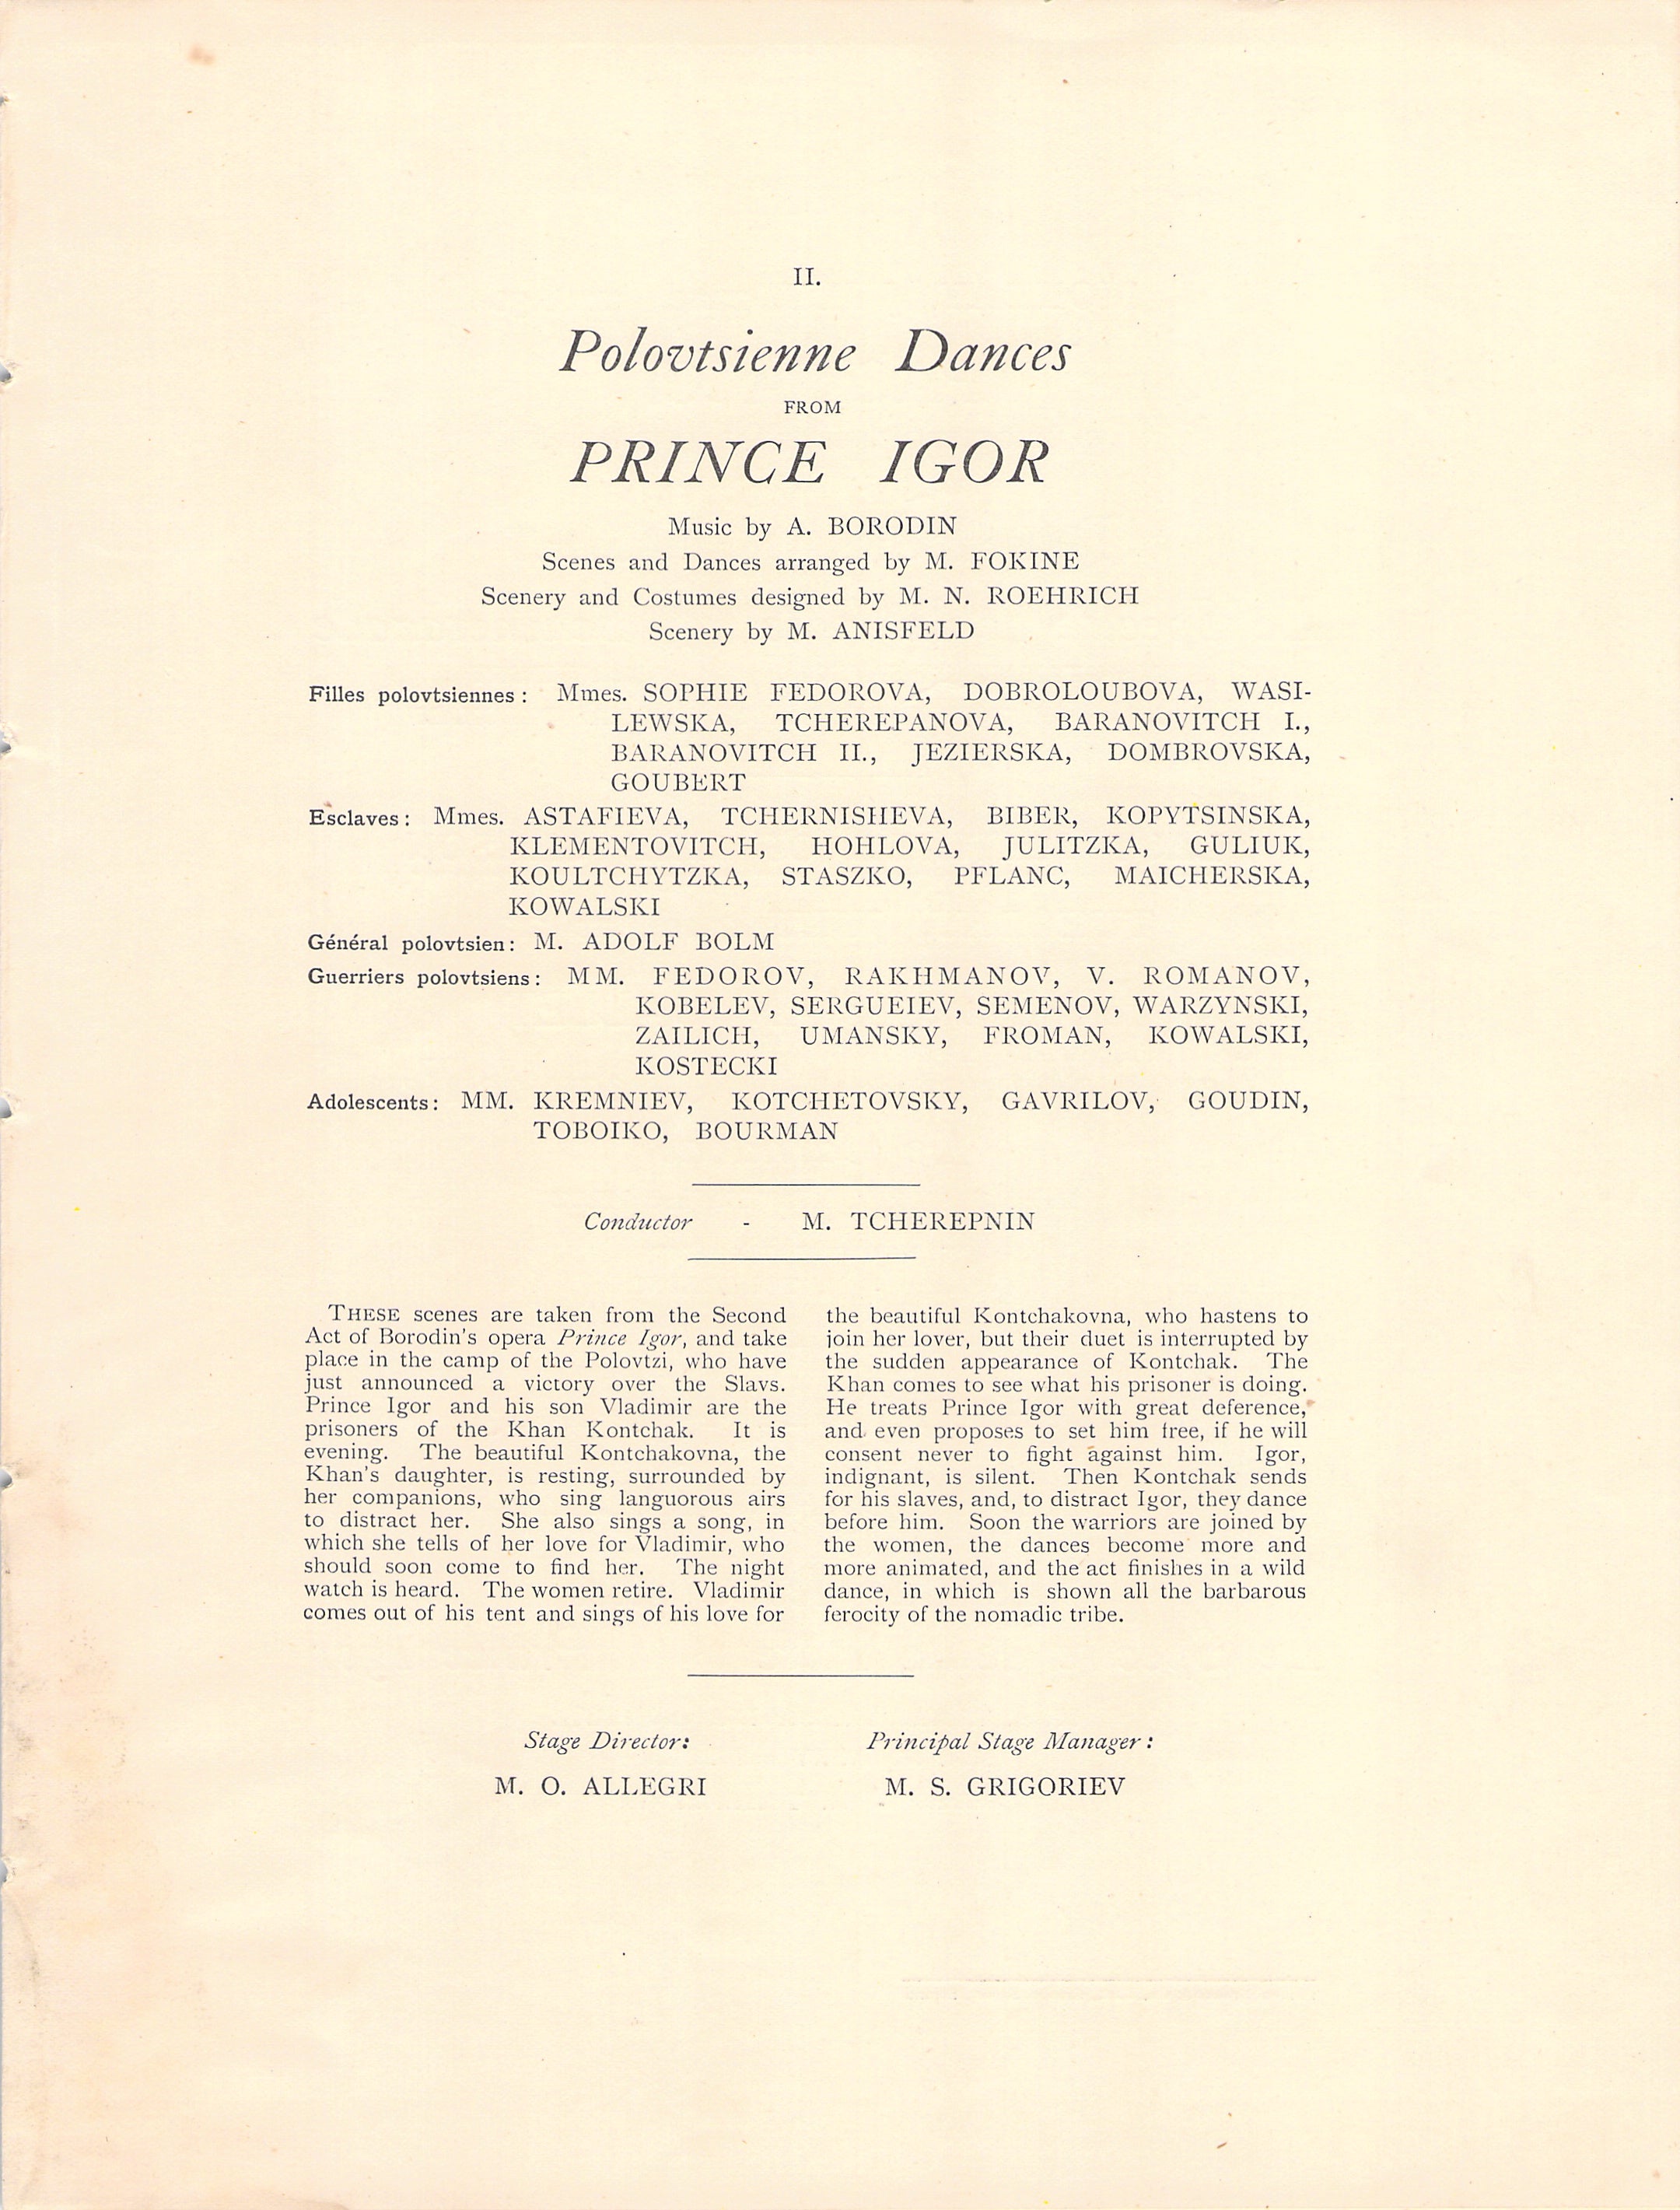 II.
Polovtsienne Dances
FROM
PRINCE IGOR
Music by A. BORODIN
Scenes and Dances arranged by M. FOKINE
Scenery and Costumes designed by M. N. ROEHRICH
Scenery by M. ANISFELD
Filles polovtsiennes: Mmes. SOPHIE FEDOROVA, DOBROLOUBOVA, WASI-
LEWSKA, TCHEREPANOVA, BARANOVITCH I.,
BARANOVITCH II., JEZIERSKA, DOMBROVSKA,
GOUBERT
Esclaves: Mmes. ASTAFIEVA, TCHERNISHEVA, BIBER, KOPYTSINSKA,
KLEMENTOVITCH, HOHLOVA, JULITZKA, GULIUK,
KOULTCHYTZKA, STASZKO, PFLANC, MAICHERSKA,
KOWALSKI
Général polovtsien: M. ADOLF BOLM
Guerriers polovtsiens: MM. FEDOROV, RAKHMANOV, V. ROMANOV,
KOBELEV, SERGUEIEV, SEMENOV, WARZYNSKI,
ZAILICH, UMANSKY, FROMAN, KOWALSKI,
KOSTECKI
Adolescents: MM. KREMNIEV, KOTCHETOVSKY, GAVRILOV, GOUDIN,
TOBOIKO, BOURMAN
Conductor - M. TCHEREPNIN
THESE scenes are taken from the Second
Act of Borodin's opera Prince Igor, and take
place in the camp of the Polovtzi, who have
just announced a victory over the Slavs.
Prince Igor and his son Vladimir are the
prisoners of the Khan Kontchak. It is
evening. The beautiful Kontchakovna, the
Khan's daughter, is resting, surrounded by
her companions, who sing languorous airs
to distract her. She also sings a song, in
which she tells of her love for Vladimir, who
should soon come to find her. The night
watch is heard. The women retire. Vladimir
comes out of his tent and sings of his love for
the beautiful Kontchakovna, who hastens to
join her lover, but their duet is interrupted by
the sudden appearance of Kontchak. The
Khan comes to see what his prisoner is doing.
He treats Prince Igor with great deference,
and even proposes to set him free, if he will
consent never to fight against him. Igor,
indignant, is silent. Then Kontchak sends
for his slaves, and, to distract Igor, they dance
before him. Soon the warriors are joined by
the women, the dances become more and
more animated, and the act finishes in a wild
dance, in which is shown all the barbarous
ferocity of the nomadic tribe.
Stage Director:
M. O. ALLEGRI
Principal Stage Manager:
M. S. GRIGORIEV